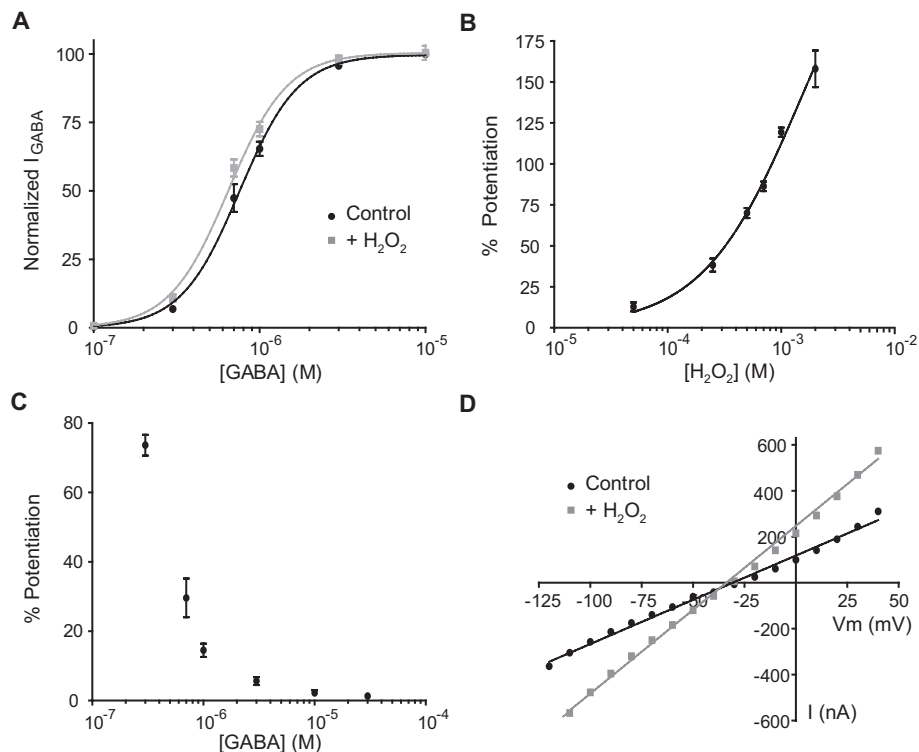 A
Normalized I_GABA
100
75
50
25
0
10^-7
10^-6
10^-5
[GABA] (M)
Control
+ H₂O₂
B
% Potentiation
175
150
125
100
75
50
25
0
10^-5
10^-4
10^-3
10^-2
[H₂O₂] (M)
C
% Potentiation
80
60
40
20
0
10^-7
10^-6
10^-5
10^-4
[GABA] (M)
D
Control
+ H₂O₂
600
400
200
-125 -100 -75 -50 -25 0 25 50
Vm (mV)
-200
-400
-600
I (nA)